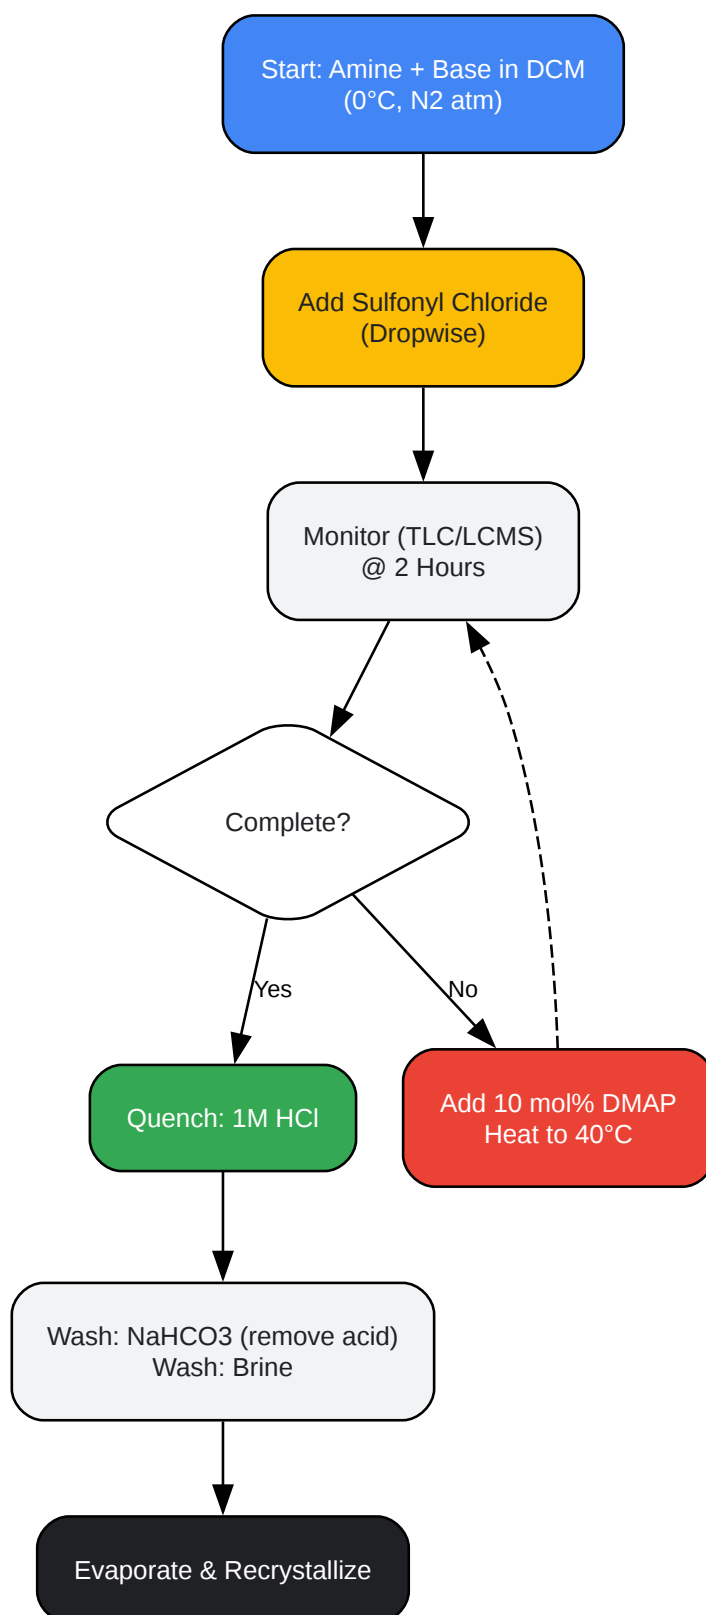 Start: Amine + Base in DCM
(0°C, N2 atm)
Add Sulfonyl Chloride
(Dropwise)
Monitor (TLC/LCMS)
@ 2 Hours
Complete?
Yes
No
Quench: 1M HCl
Add 10 mol% DMAP
Heat to 40°C
Wash: NaHCO3 (remove acid)
Wash: Brine
Evaporate & Recrystallize